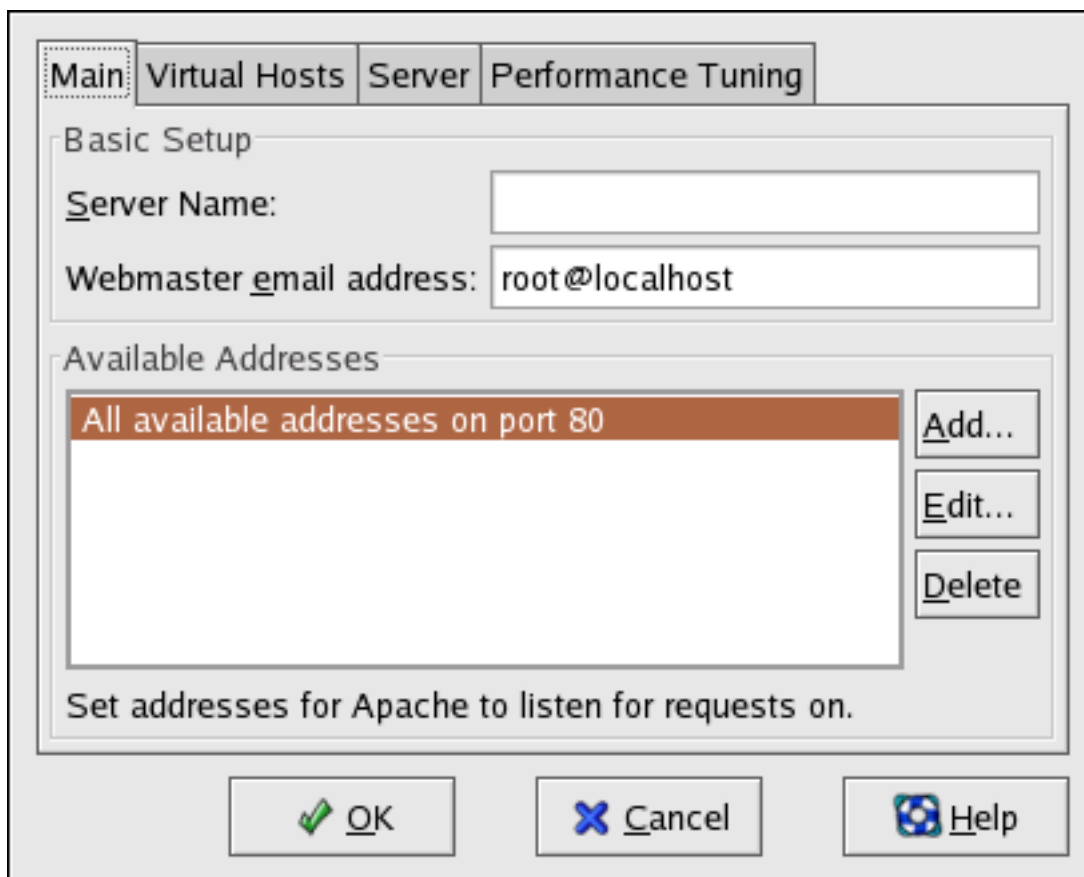 Main Virtual Hosts Server Performance Tuning
Basic Setup
Server Name:
Webmaster email address: root@localhost
Available Addresses
All available addresses on port 80
Add...
Edit...
Delete
Set addresses for Apache to listen for requests on.
OK Cancel Help